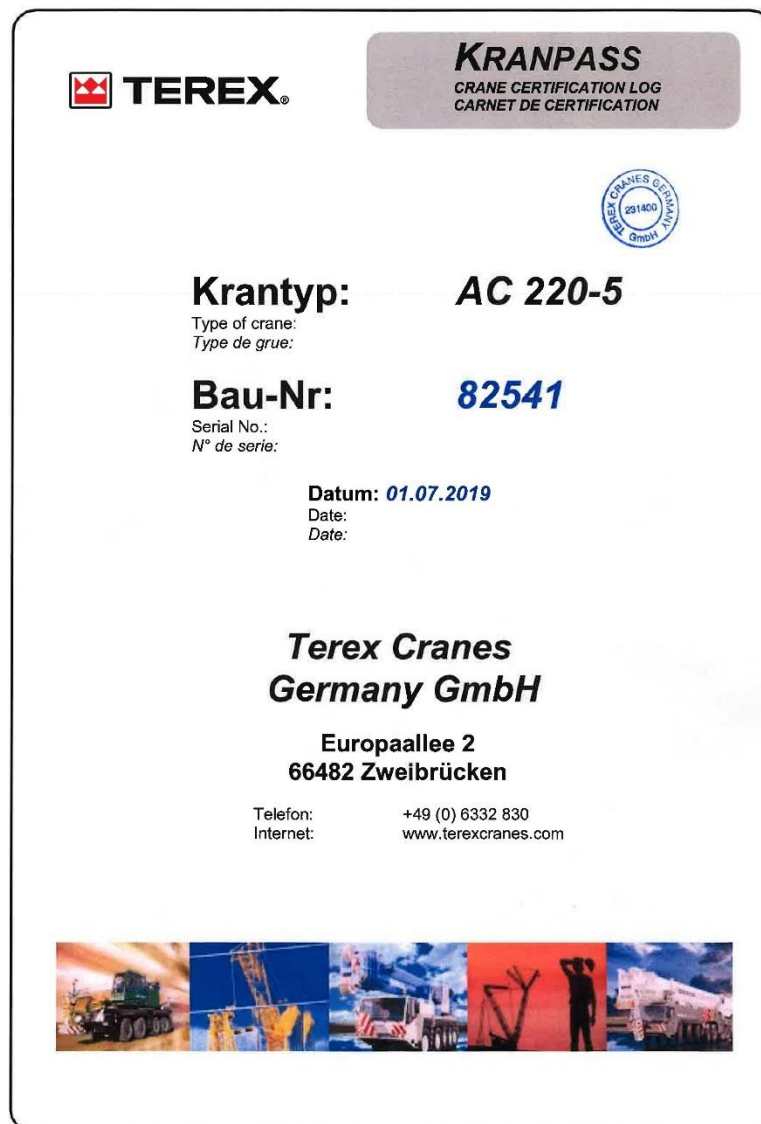 TEREX®
KRANPASS
CRANE CERTIFICATION LOG
CARNET DE CERTIFICATION
TEREX CRANES GERMANY
231400
GmbH
Krantyp: AC 220-5
Type of crane:
Type de grue:
Bau-Nr: 82541
Serial No.:
N° de serie:
Datum: 01.07.2019
Date:
Date:
Terex Cranes
Germany GmbH
Europaallee 2
66482 Zweibrücken
Telefon: +49 (0) 6332 830
Internet: www.terexcranes.com